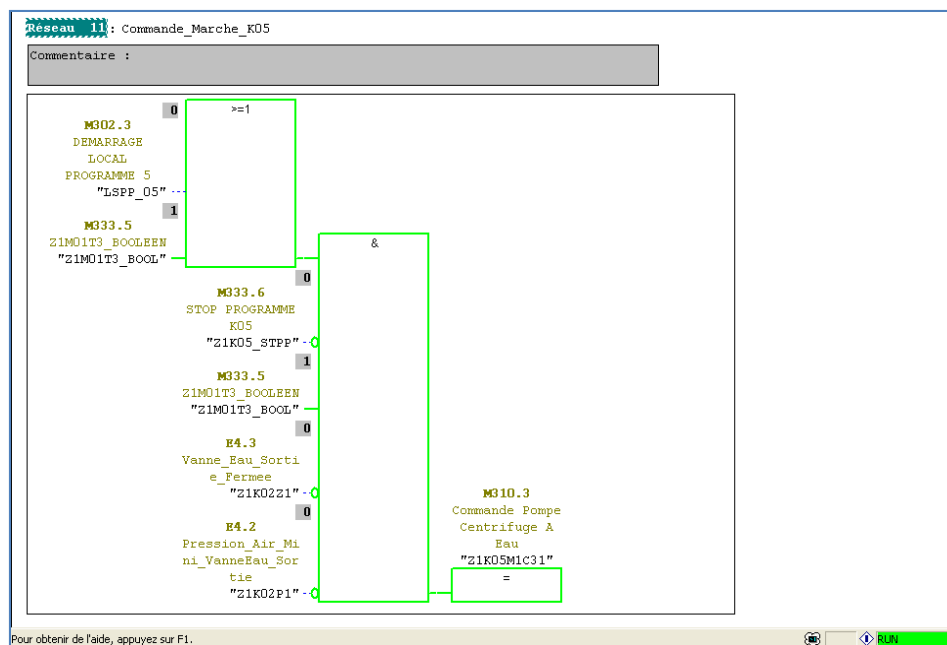 Réseau 11 : Commande_Marche_K05
Commentaire :
0
>=1
M302.3
DEMARRAGE
LOCAL
PROGRAMME 5
"LSPP_05"
1
M333.5
Z1M01T3_BOOLEEN
"Z1M01T3_BOOL"
&
0
M333.6
STOP PROGRAMME
K05
"Z1K05_STPP"
1
M333.5
Z1M01T3_BOOLEEN
"Z1M01T3_BOOL"
0
E4.3
Vanne_Eau_Sorti
e_Fermee
"Z1K02Z1"
0
E4.2
Pression_Air_Mi
ni_VanneEau_Sor
tie
"Z1K02P1"
M310.3
Commande Pompe
Centrifuge A
Eau
"Z1K05M1C31"
=
Pour obtenir de l'aide, appuyez sur F1.
RUN